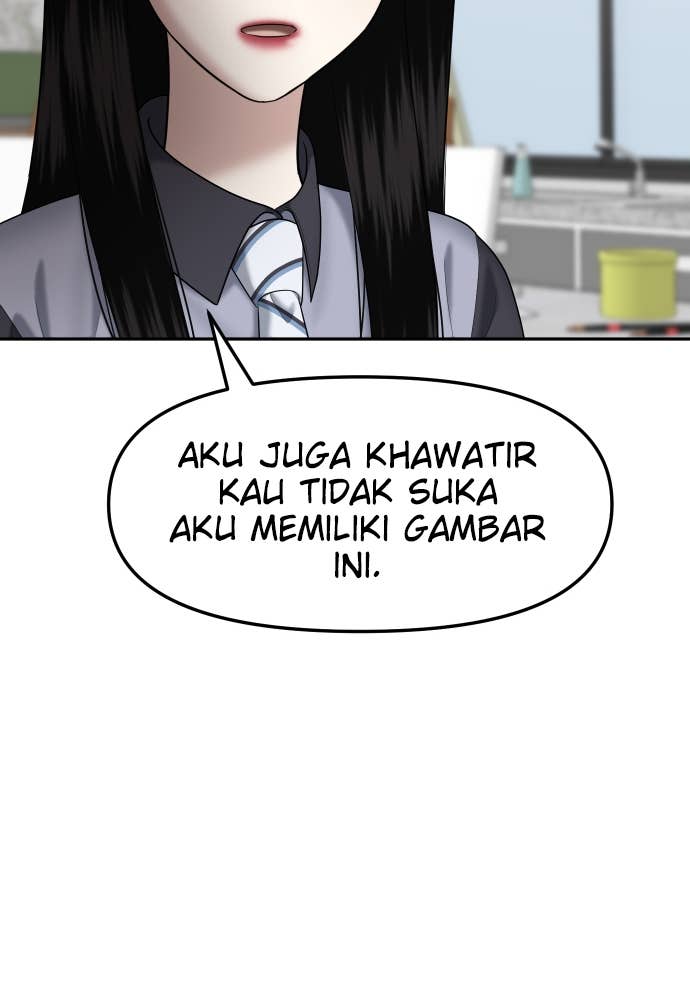 AKU JUGA KHAWATIR
KAU TIDAK SUKA
AKU MEMILIKI GAMBAR
INI.